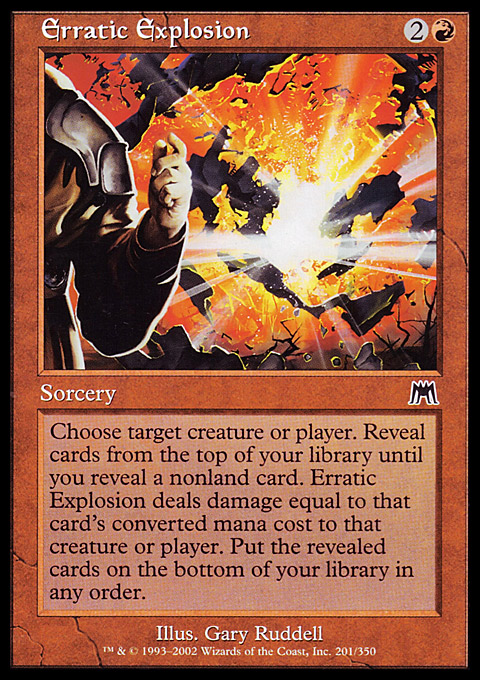 Erratic Explosion 2
Sorcery
Choose target creature or player. Reveal
cards from the top of your library until
you reveal a nonland card. Erratic
Explosion deals damage equal to that
card's converted mana cost to that
creature or player. Put the revealed
cards on the bottom of your library in
any order.
Illus. Gary Ruddell
™ & © 1993–2002 Wizards of the Coast, Inc. 201/350